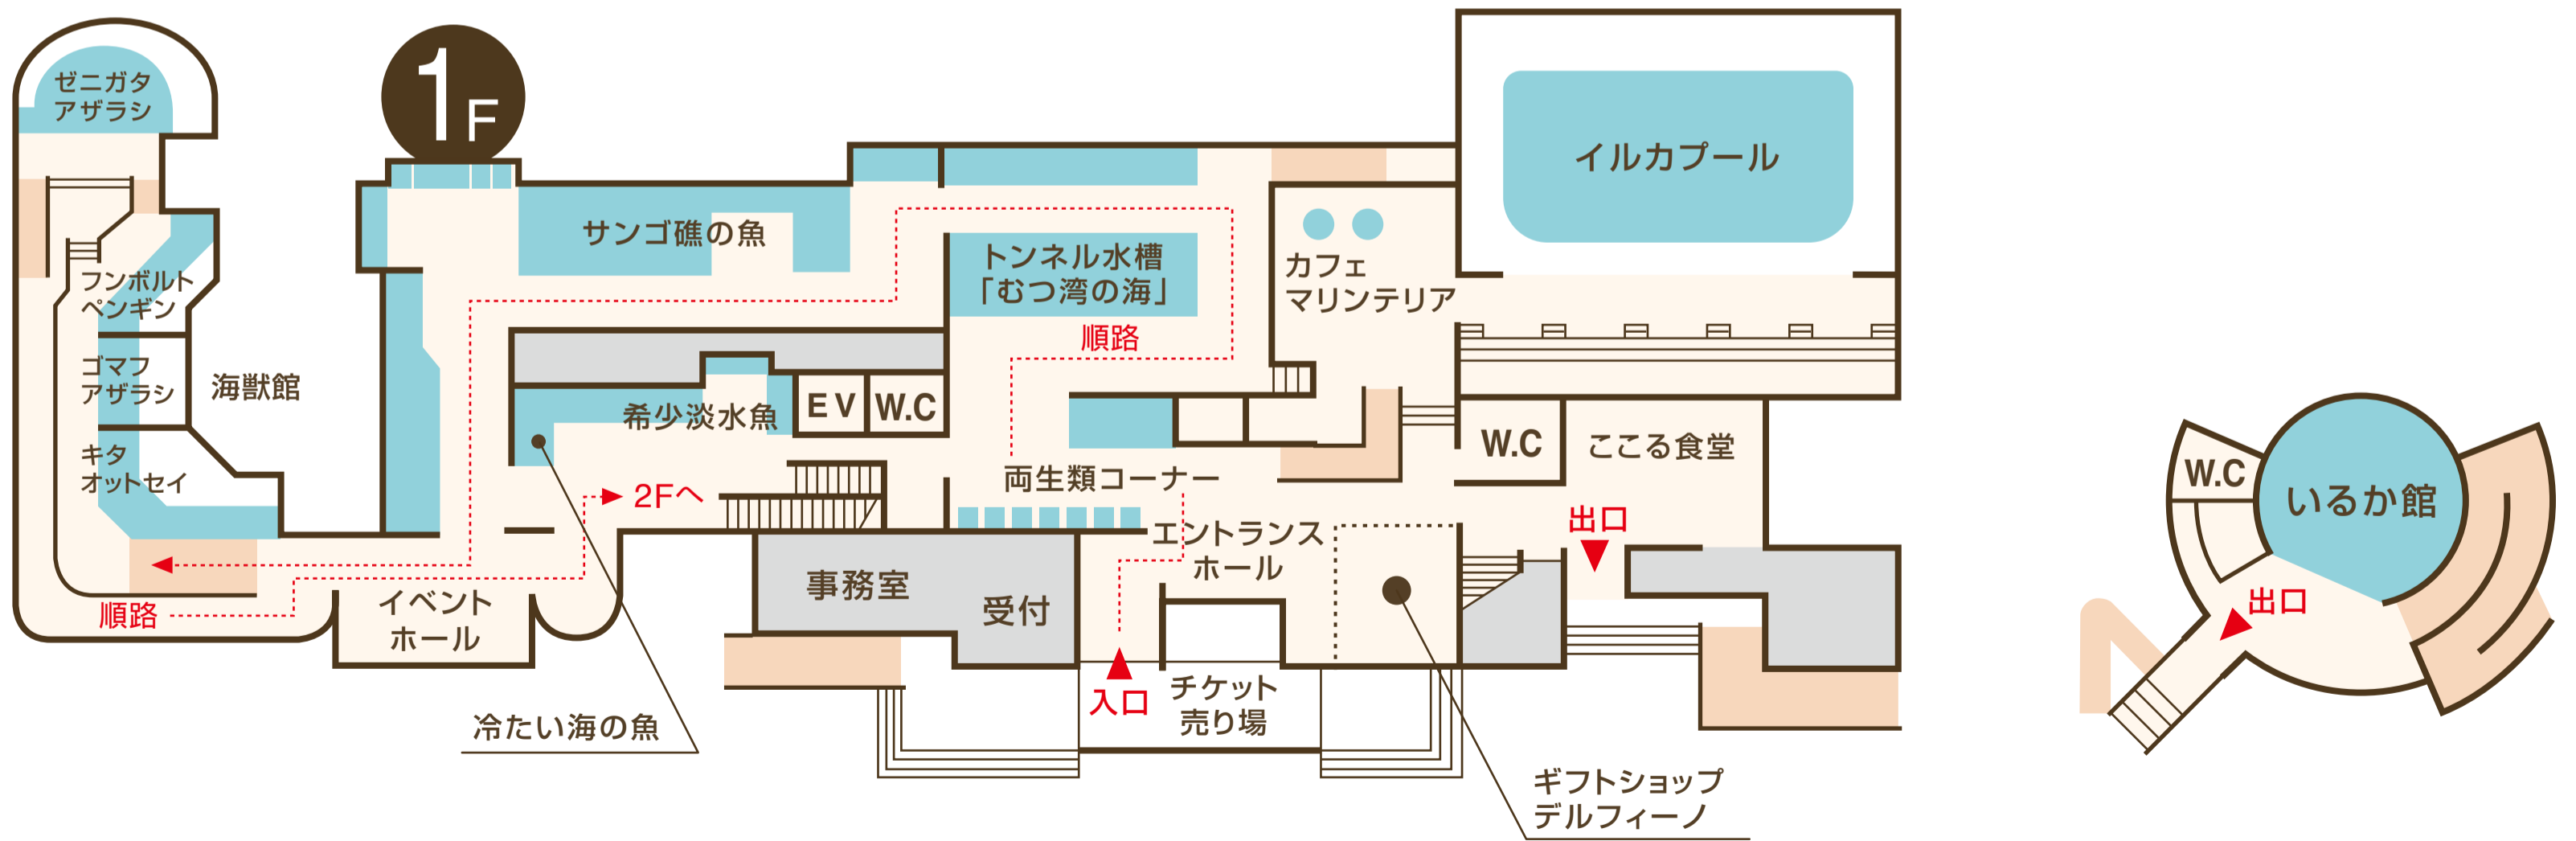 1F
ゼニガタ
アザラシ
フンボルト
ペンギン
ゴマフ
アザラシ
キタ
オットセイ
海獣館
順路
サンゴ礁の魚
トンネル水槽
「むつ湾の海」
順路
カフェ
マリンテリア
イルカプール
希少淡水魚
EV
W.C
2Fへ
両生類コーナー
W.C
ここる食堂
出口
エントランス
ホール
イベント
ホール
事務室
受付
入口
チケット
売り場
冷たい海の魚
ギフトショップ
デルフィーノ
W.C
いるか館
出口